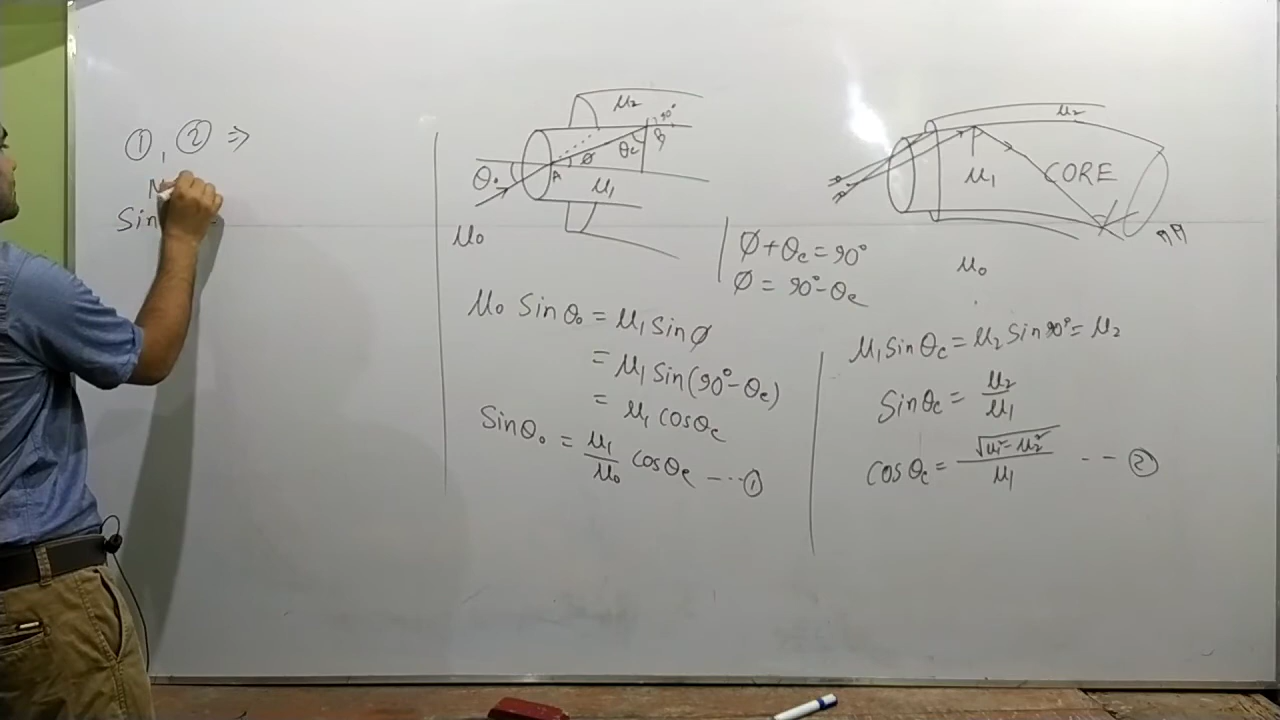 ①, ② ⇒
N
Sin
μ₂
90°
B
θc
Ø
A
θ₀
μ₁
μ₀
Ø + θc = 90°
Ø = 90° - θc
μ₀ Sin θ₀ = μ₁ Sin Ø
= μ₁ Sin (90° - θc)
= μ₁ cos θc
Sin θ₀ = μ₁/μ₀ cos θc ---- ①
μ₂
μ₁ CORE
μ₀
μ₁ Sin θc = μ₂ Sin 90° = μ₂
Sin θc = μ₂/μ₁
cos θc = √(μ₁² - μ₂²)/μ₁ -- ②